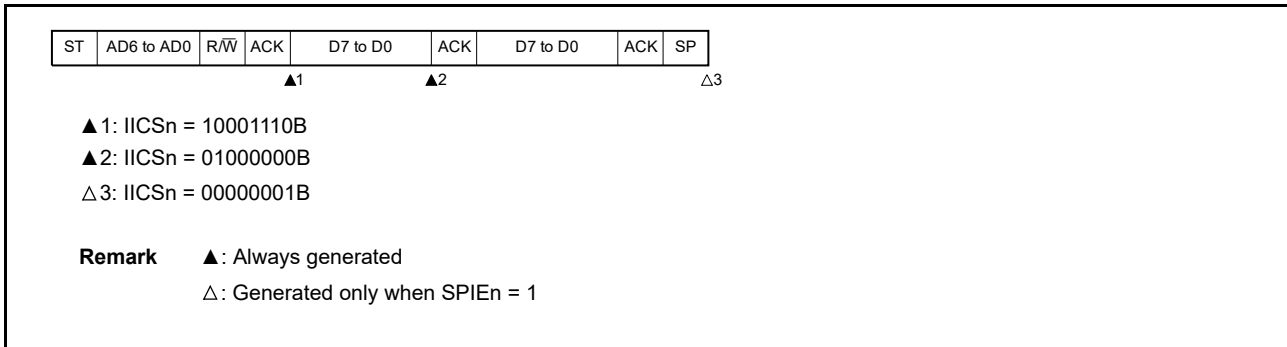 ST AD6 to AD0 R/W̅ ACK D7 to D0 ACK D7 to D0 ACK SP
▲1 ▲2 △3
▲1: IICSn = 10001110B
▲2: IICSn = 01000000B
△3: IICSn = 00000001B
Remark ▲: Always generated
△: Generated only when SPIEn = 1